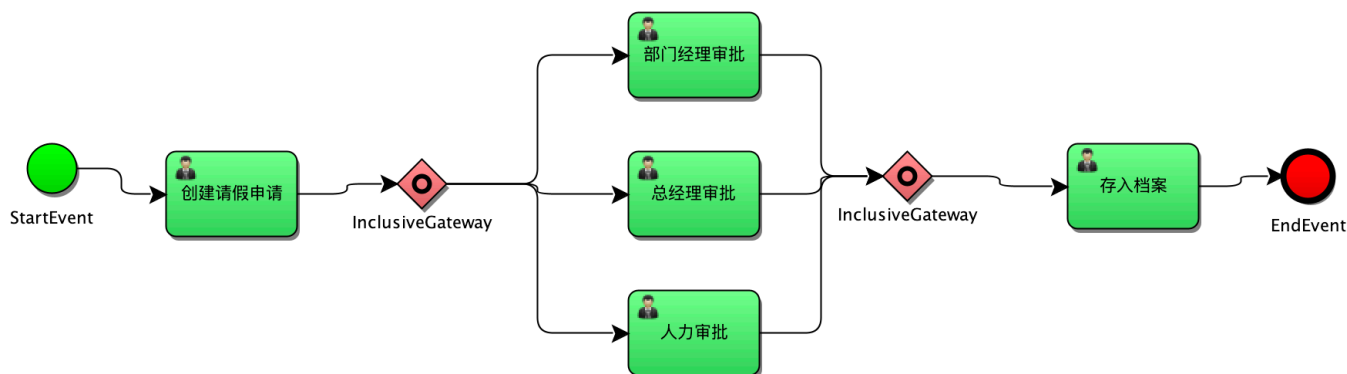 StartEvent
创建请假申请
InclusiveGateway
部门经理审批
总经理审批
人力审批
InclusiveGateway
存入档案
EndEvent